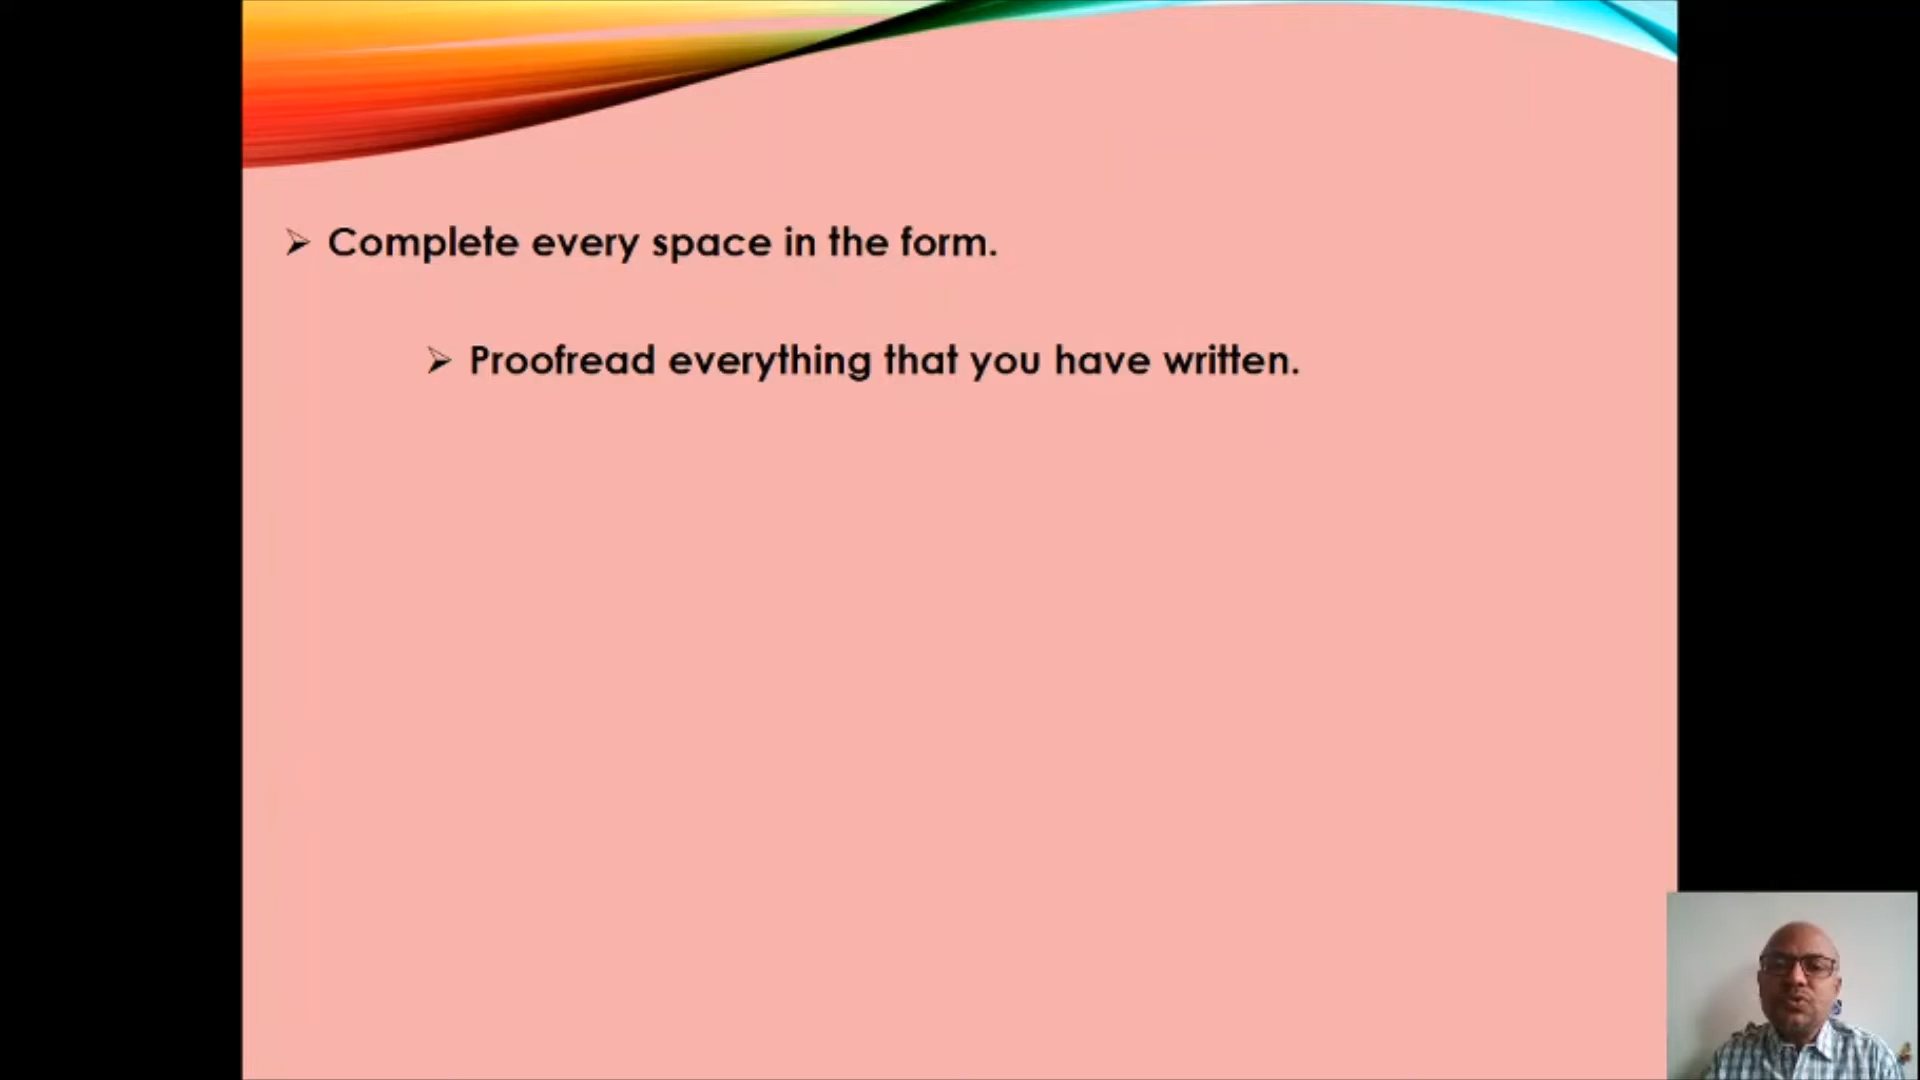 Complete every space in the form.
Proofread everything that you have written.